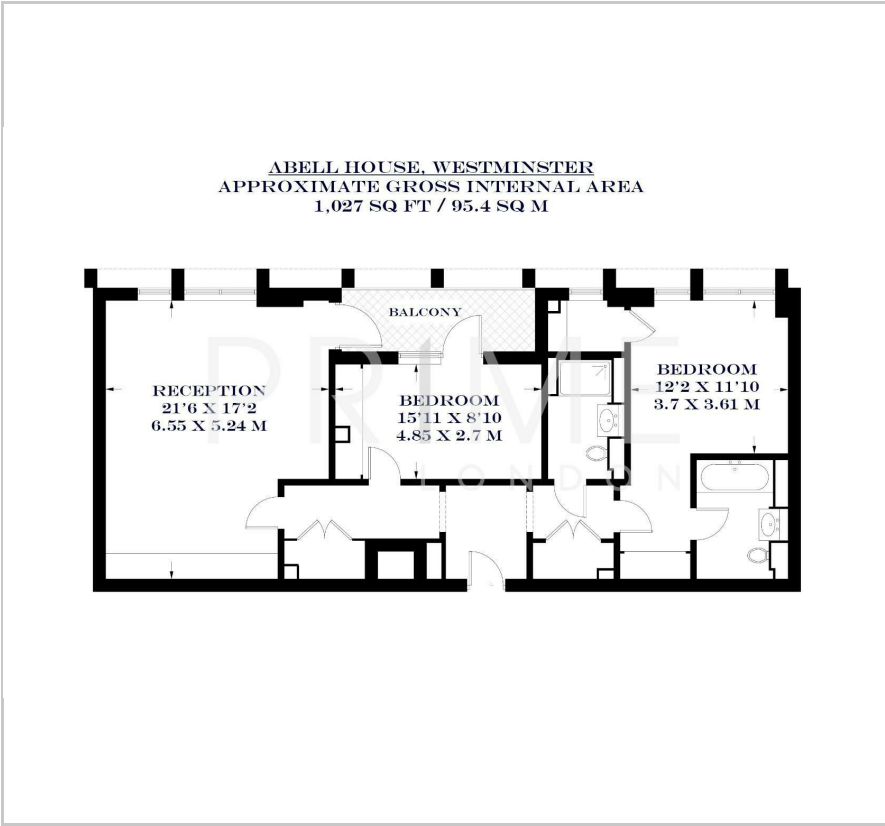 ABELL HOUSE, WESTMINSTER
APPROXIMATE GROSS INTERNAL AREA
1,027 SQ FT / 95.4 SQ M
BALCONY
RECEPTION
21'6 X 17'2
6.55 X 5.24 M
BEDROOM
15'11 X 8'10
4.85 X 2.7 M
BEDROOM
12'2 X 11'10
3.7 X 3.61 M
PRIME
LONDON